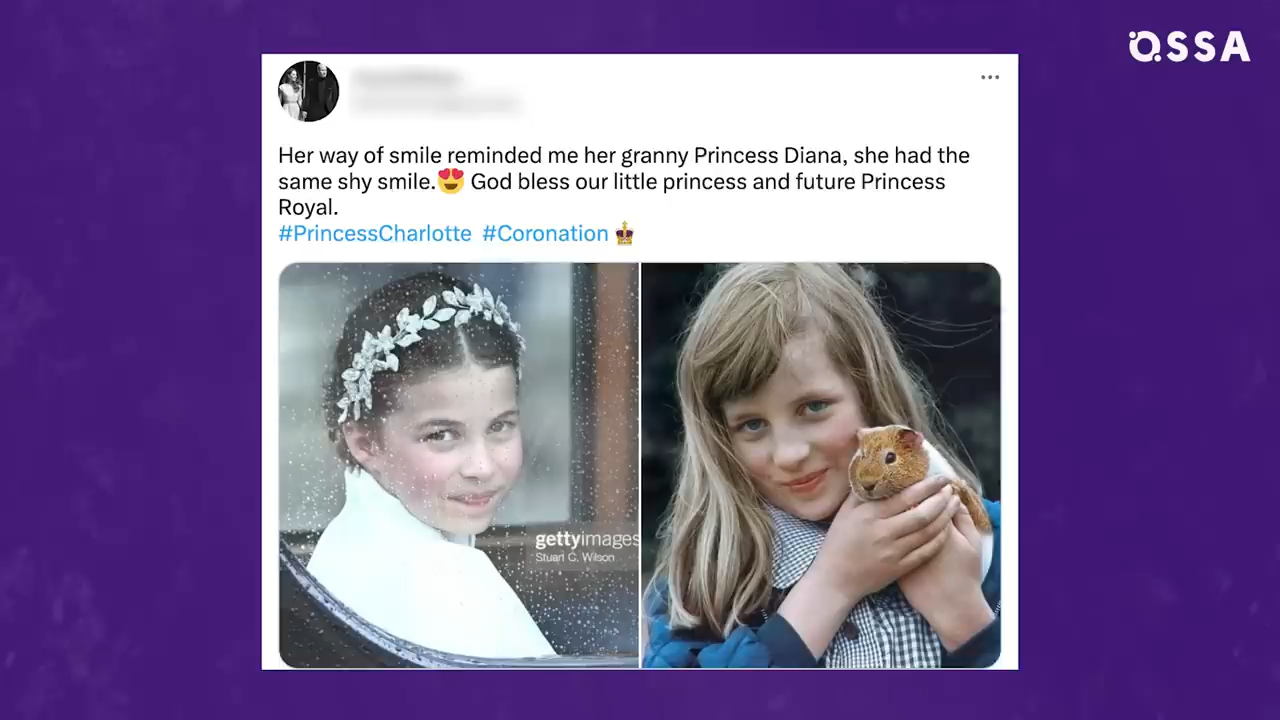 OSSA
Her way of smile reminded me her granny Princess Diana, she had the
same shy smile.😍 God bless our little princess and future Princess
Royal.
#PrincessCharlotte #Coronation
gettyimages
Stuart C. Wilson